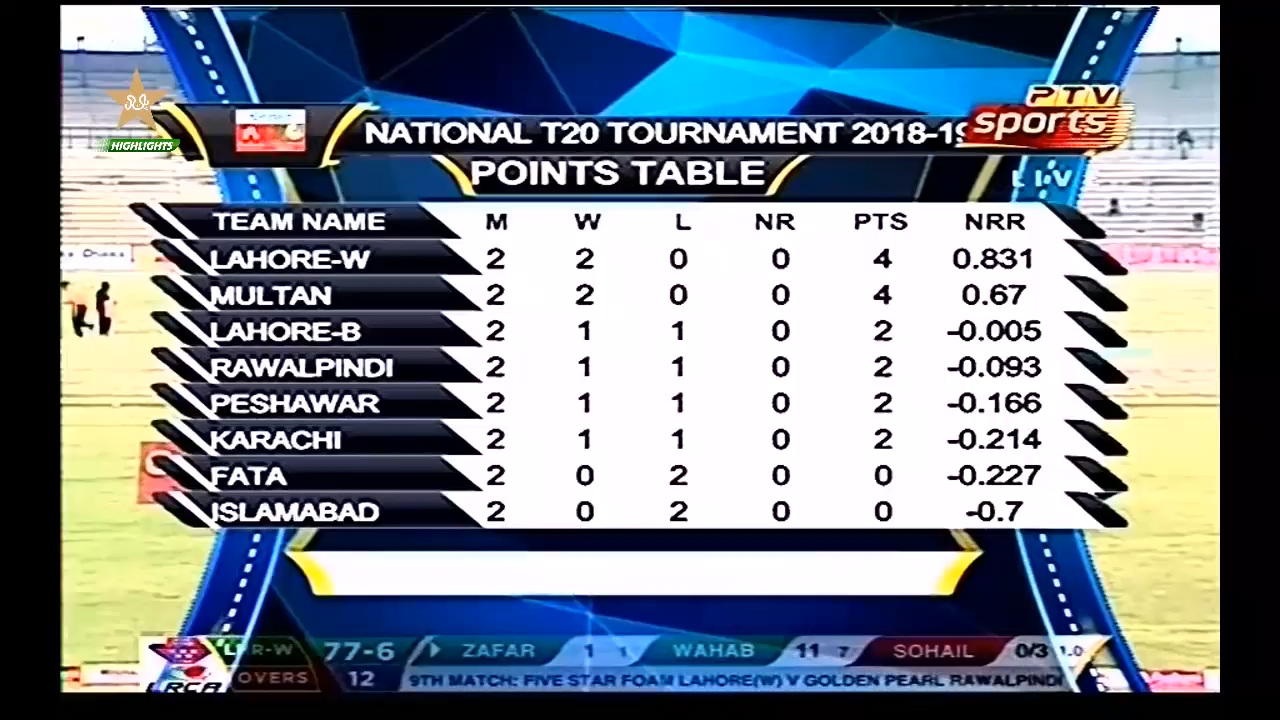 PTV
sports
HIGHLIGHTS
NATIONAL T20 TOURNAMENT 2018-19
POINTS TABLE
LIV
TEAM NAME M W L NR PTS NRR
LAHORE-W 2 2 0 0 4 0.831
MULTAN 2 2 0 0 4 0.67
LAHORE-B 2 1 1 0 2 -0.005
RAWALPINDI 2 1 1 0 2 -0.093
PESHAWAR 2 1 1 0 2 -0.166
KARACHI 2 1 1 0 2 -0.214
FATA 2 0 2 0 0 -0.227
ISLAMABAD 2 0 2 0 0 -0.7
LHR-W 77-6 ZAFAR 1 1 WAHAB 11 7 SOHAIL 0/3 1.0
OVERS 12 9TH MATCH: FIVE STAR FOAM LAHORE(W) V GOLDEN PEARL RAWALPINDI
LRCA